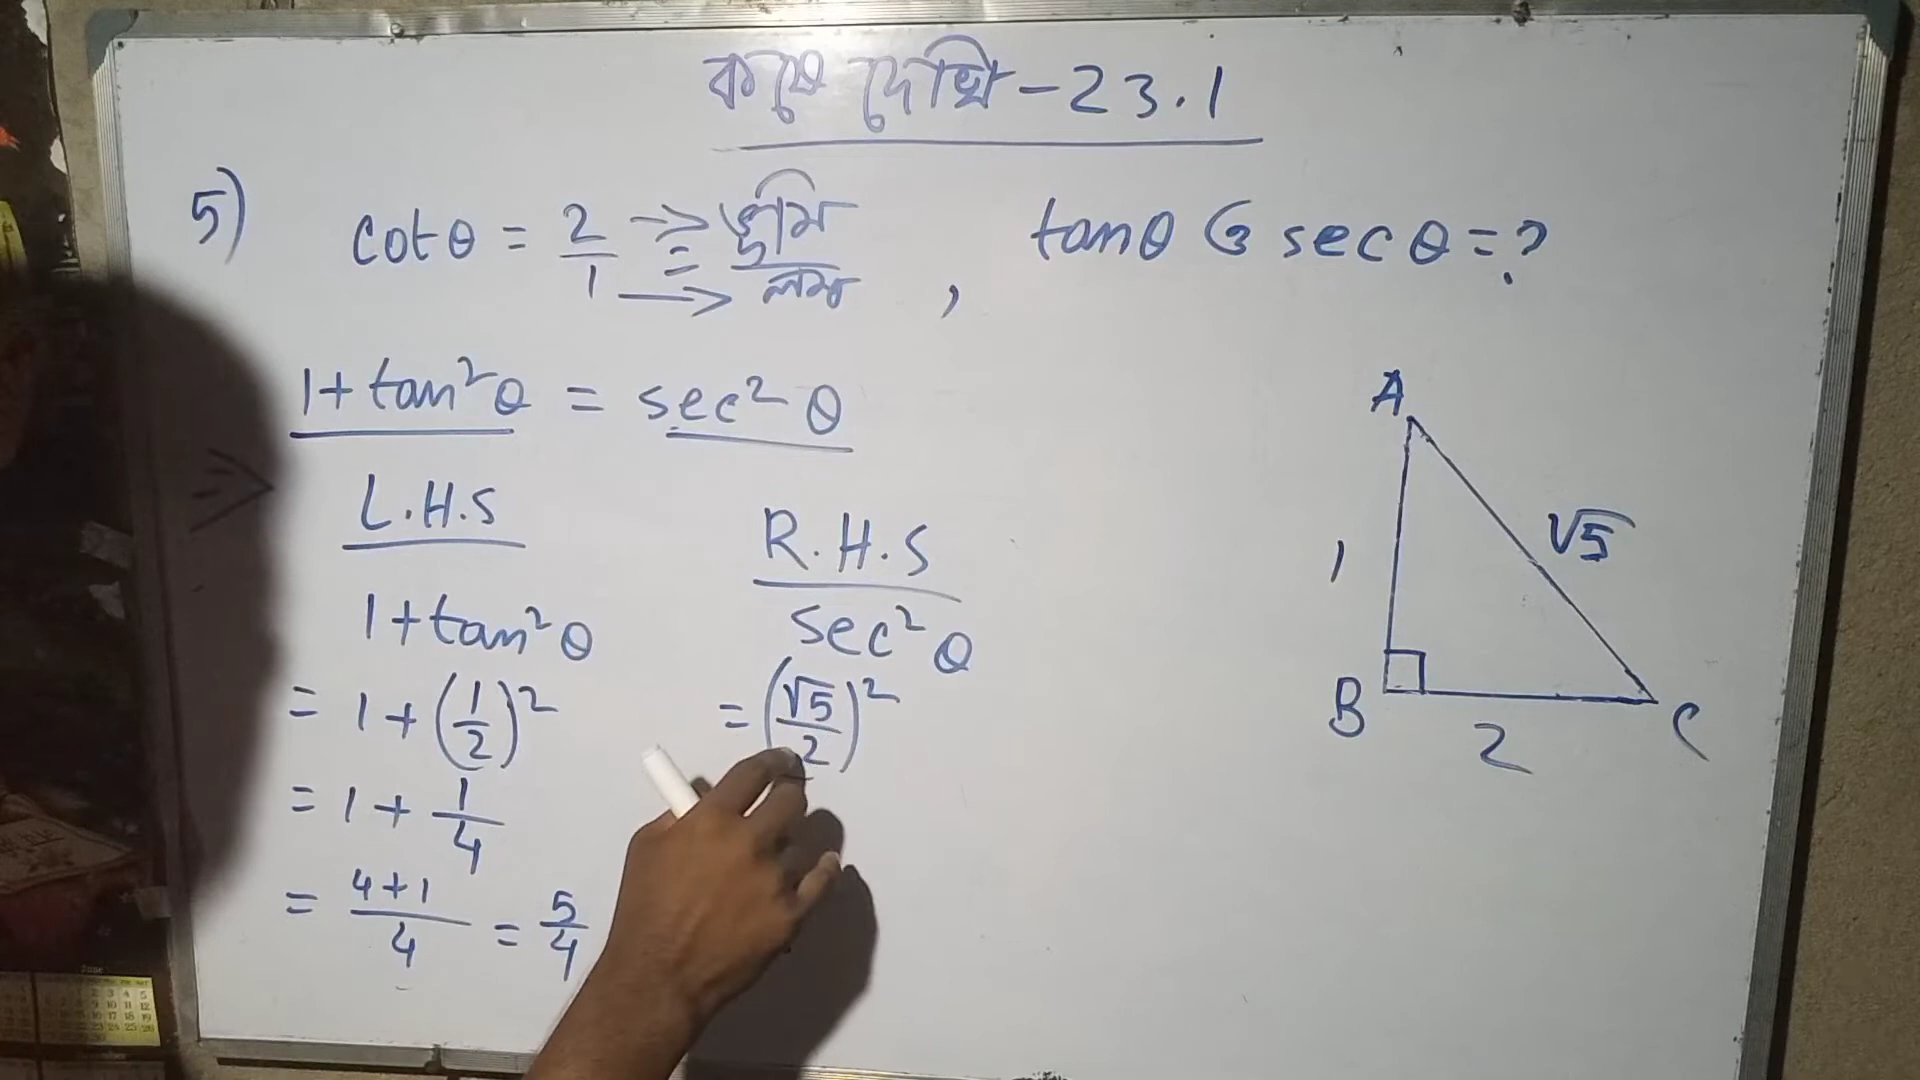 কষে দেখি - 23.1
5) cotθ = 2/1 = ভূমি/লম্ব , tanθ ও secθ = ?
1 + tan²θ = sec²θ
L.H.S
1 + tan²θ
= 1 + (1/2)²
= 1 + 1/4
= 4+1/4 = 5/4
R.H.S
sec²θ
= (√5/2)²
A
1
√5
B
2
C